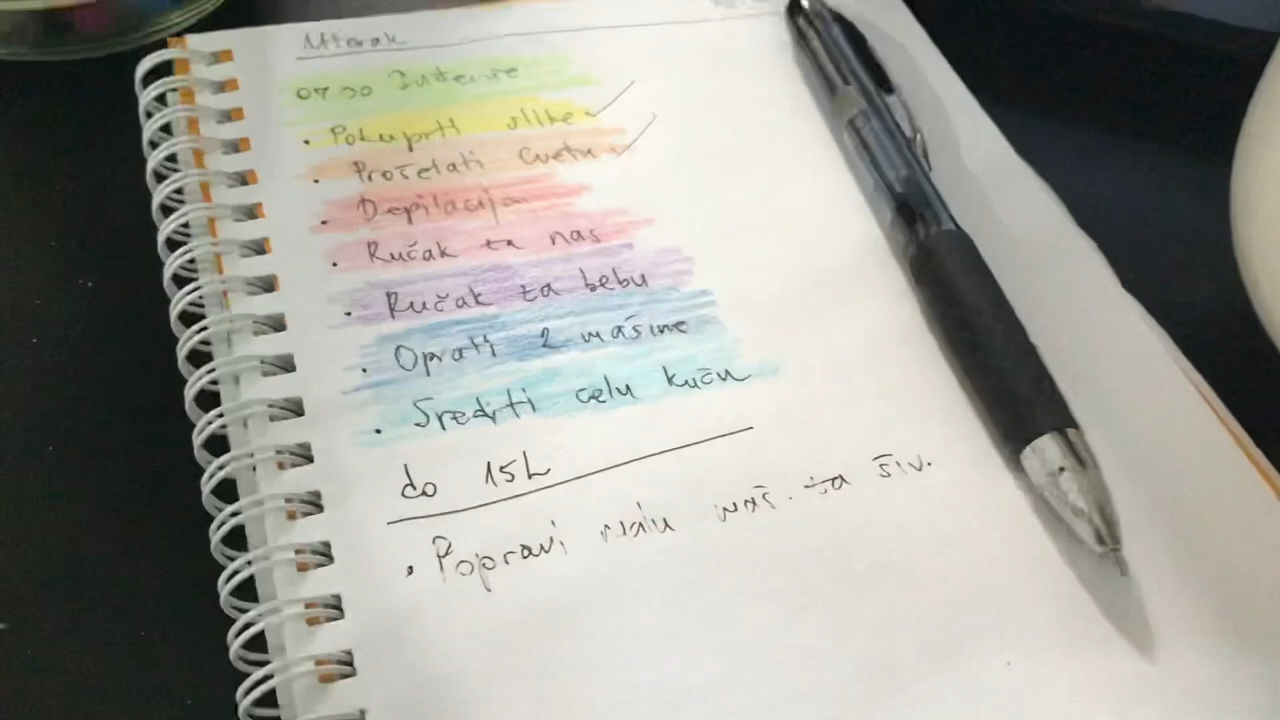 Utorak
07 30 Buđenje
• Pokupiti slike ✓
• Prošetati Cvetu ✓
• Depilacija
• Ručak za nas
• Ručak za bebu
• Oprati 2 mašine
• Srediti celu kuću
do 15h
• Popravi malu maš. za šiv.